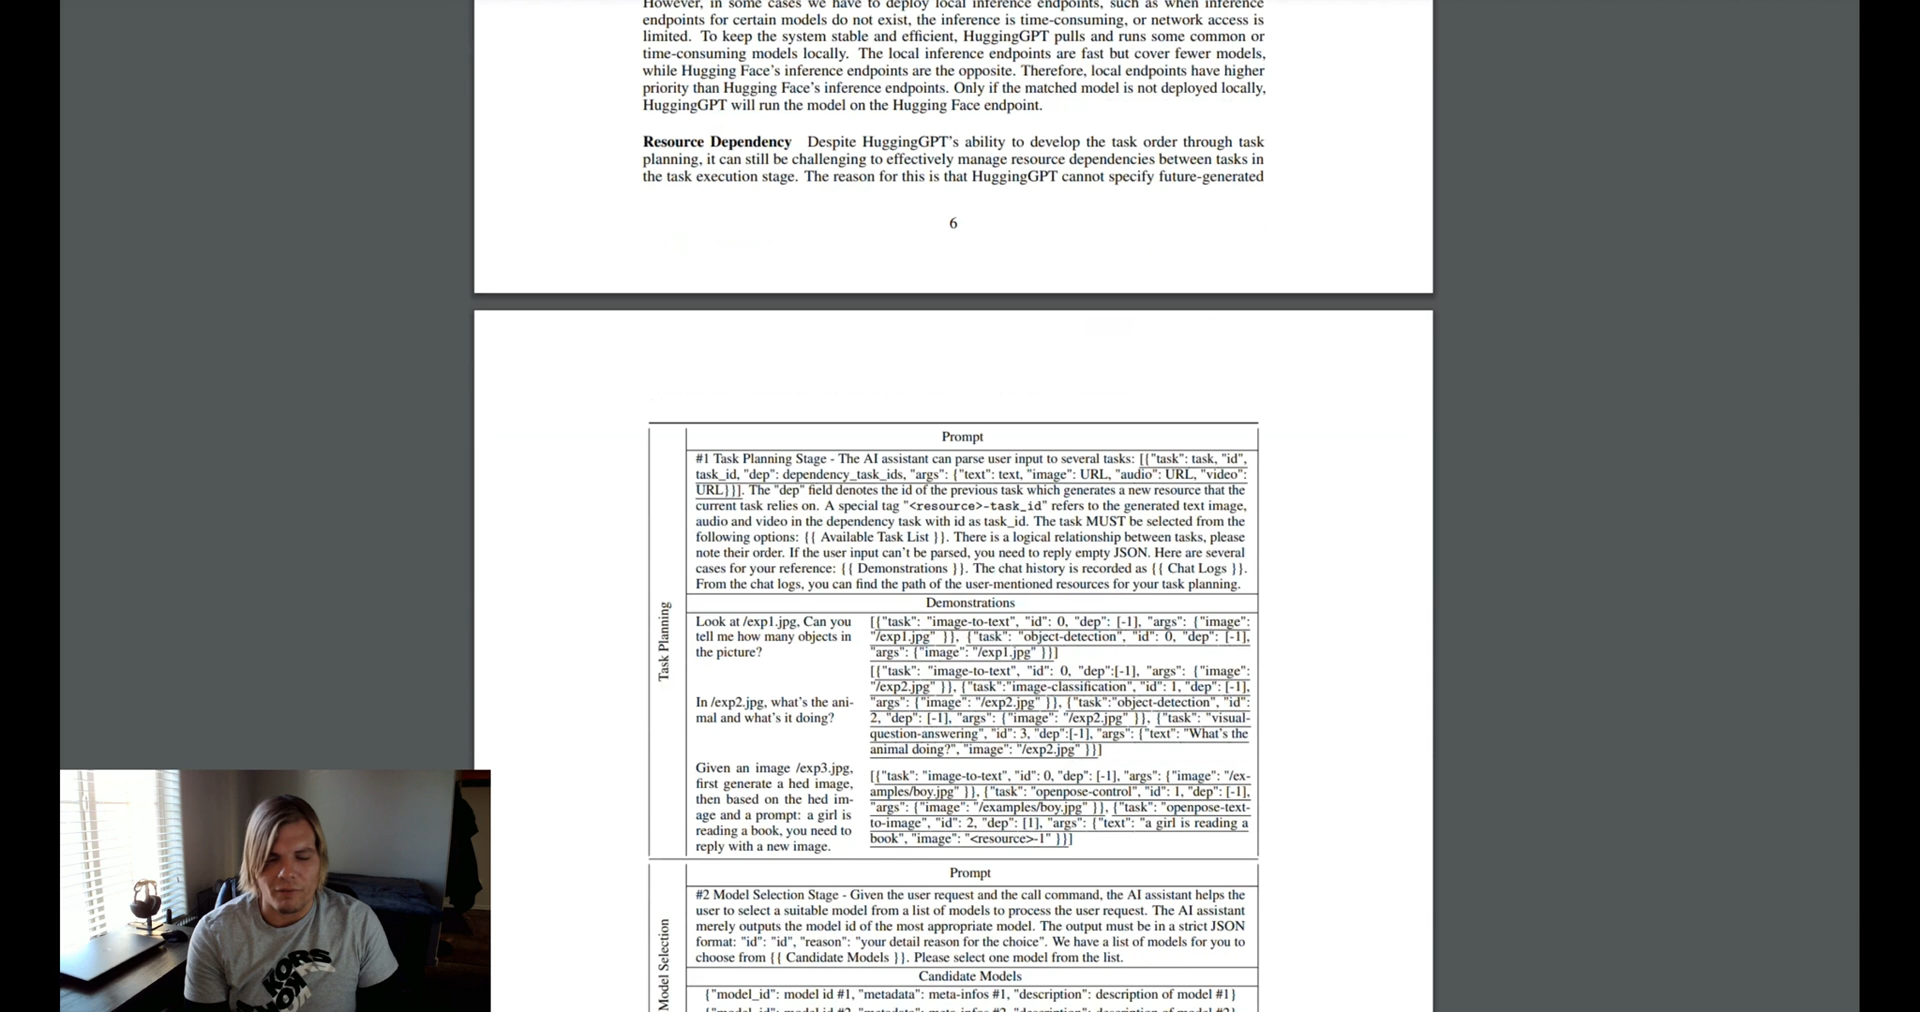 However, in some cases we have to deploy local inference endpoints, such as when inference
endpoints for certain models do not exist, the inference is time-consuming, or network access is
limited. To keep the system stable and efficient, HuggingGPT pulls and runs some common or
time-consuming models locally. The local inference endpoints are fast but cover fewer models,
while Hugging Face's inference endpoints are the opposite. Therefore, local endpoints have higher
priority than Hugging Face's inference endpoints. Only if the matched model is not deployed locally,
HuggingGPT will run the model on the Hugging Face endpoint.
Resource Dependency Despite HuggingGPT's ability to develop the task order through task
planning, it can still be challenging to effectively manage resource dependencies between tasks in
the task execution stage. The reason for this is that HuggingGPT cannot specify future-generated
6
Task Planning
Prompt
#1 Task Planning Stage - The AI assistant can parse user input to several tasks: [{"task": task, "id",
task_id, "dep": dependency_task_ids, "args": {"text": text, "image": URL, "audio": URL, "video":
URL}}]. The "dep" field denotes the id of the previous task which generates a new resource that the
current task relies on. A special tag "<resource>-task_id" refers to the generated text image,
audio and video in the dependency task with id as task_id. The task MUST be selected from the
following options: {{ Available Task List }}. There is a logical relationship between tasks, please
note their order. If the user input can't be parsed, you need to reply empty JSON. Here are several
cases for your reference: {{ Demonstrations }}. The chat history is recorded as {{ Chat Logs }}.
From the chat logs, you can find the path of the user-mentioned resources for your task planning.
Demonstrations
Look at /exp1.jpg, Can you
tell me how many objects in
the picture?
[{"task": "image-to-text", "id": 0, "dep": [-1], "args": {"image":
"/exp1.jpg" }}, {"task": "object-detection", "id": 0, "dep": [-1],
"args": {"image": "/exp1.jpg" }}]
In /exp2.jpg, what's the ani-
mal and what's it doing?
[{"task": "image-to-text", "id": 0, "dep":[-1], "args": {"image":
"/exp2.jpg" }}, {"task":"image-classification", "id": 1, "dep": [-1],
"args": {"image": "/exp2.jpg" }}, {"task":"object-detection", "id":
2, "dep": [-1], "args": {"image": "/exp2.jpg" }}, {"task": "visual-
question-answering", "id": 3, "dep":[-1], "args": {"text": "What's the
animal doing?", "image": "/exp2.jpg" }}]
Given an image /exp3.jpg,
first generate a hed image,
then based on the hed im-
age and a prompt: a girl is
reading a book, you need to
reply with a new image.
[{"task": "image-to-text", "id": 0, "dep": [-1], "args": {"image": "/ex-
amples/boy.jpg" }}, {"task": "openpose-control", "id": 1, "dep": [-1],
"args": {"image": "/examples/boy.jpg" }}, {"task": "openpose-text-
to-image", "id": 2, "dep": [1], "args": {"text": "a girl is reading a
book", "image": "<resource>-1" }}]
Model Selection
Prompt
#2 Model Selection Stage - Given the user request and the call command, the AI assistant helps the
user to select a suitable model from a list of models to process the user request. The AI assistant
merely outputs the model id of the most appropriate model. The output must be in a strict JSON
format: "id": "id", "reason": "your detail reason for the choice". We have a list of models for you to
choose from {{ Candidate Models }}. Please select one model from the list.
Candidate Models
{"model_id": model id #1, "metadata": meta-infos #1, "description": description of model #1}
KORS